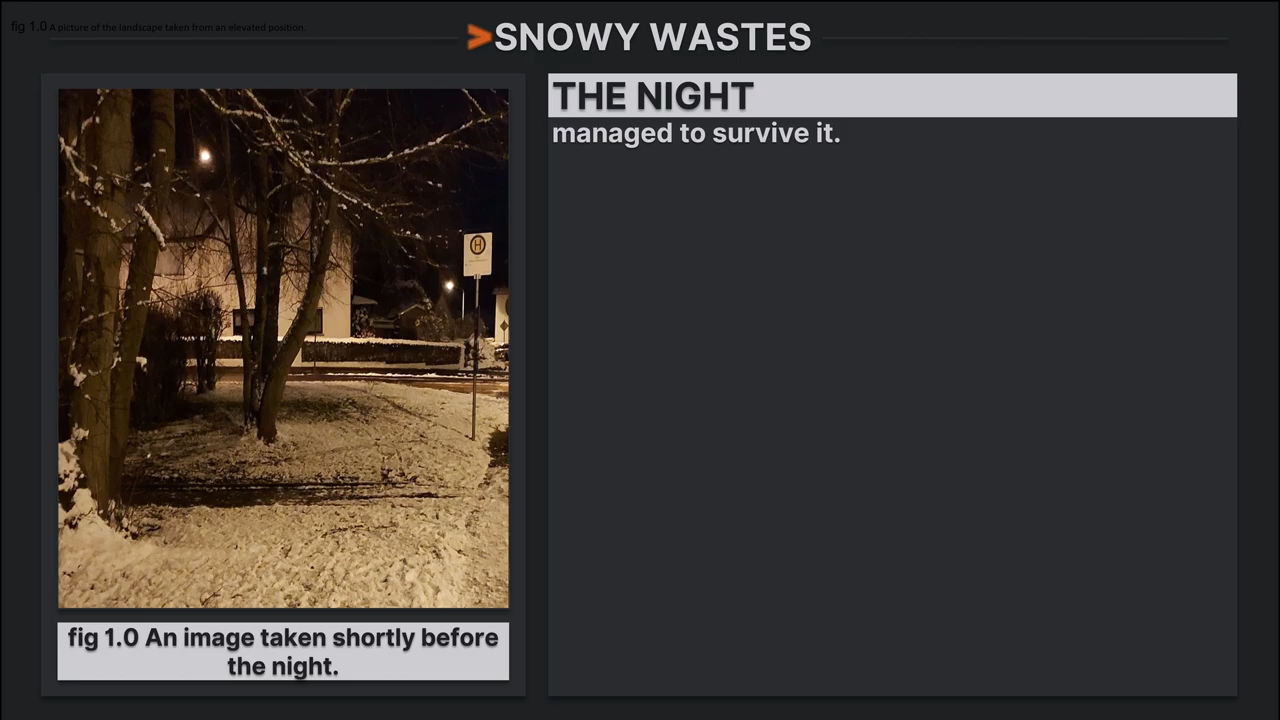 fig 1.0 A picture of the landscape taken from an elevated position.
>SNOWY WASTES
THE NIGHT
managed to survive it.
H
fig 1.0 An image taken shortly before
the night.